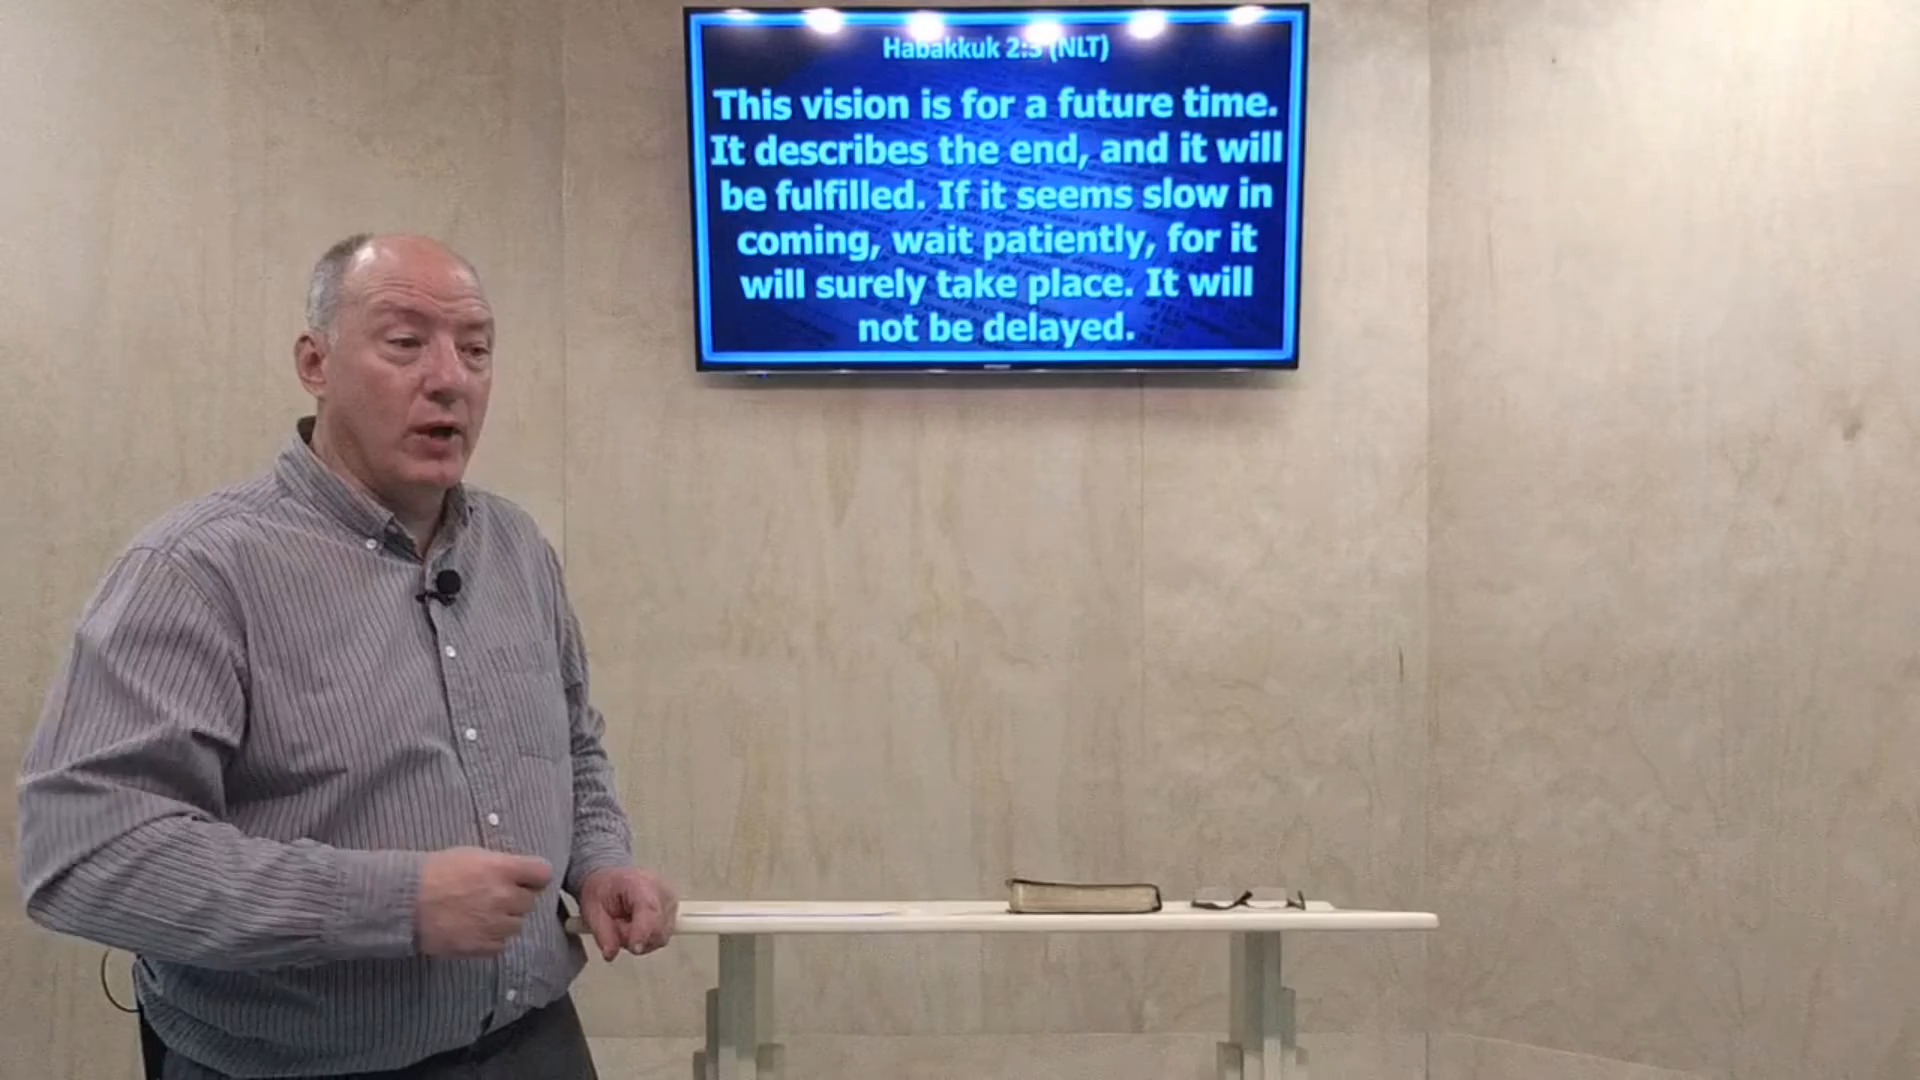 Habakkuk 2:3 (NLT)
This vision is for a future time.
It describes the end, and it will
be fulfilled. If it seems slow in
coming, wait patiently, for it
will surely take place. It will
not be delayed.